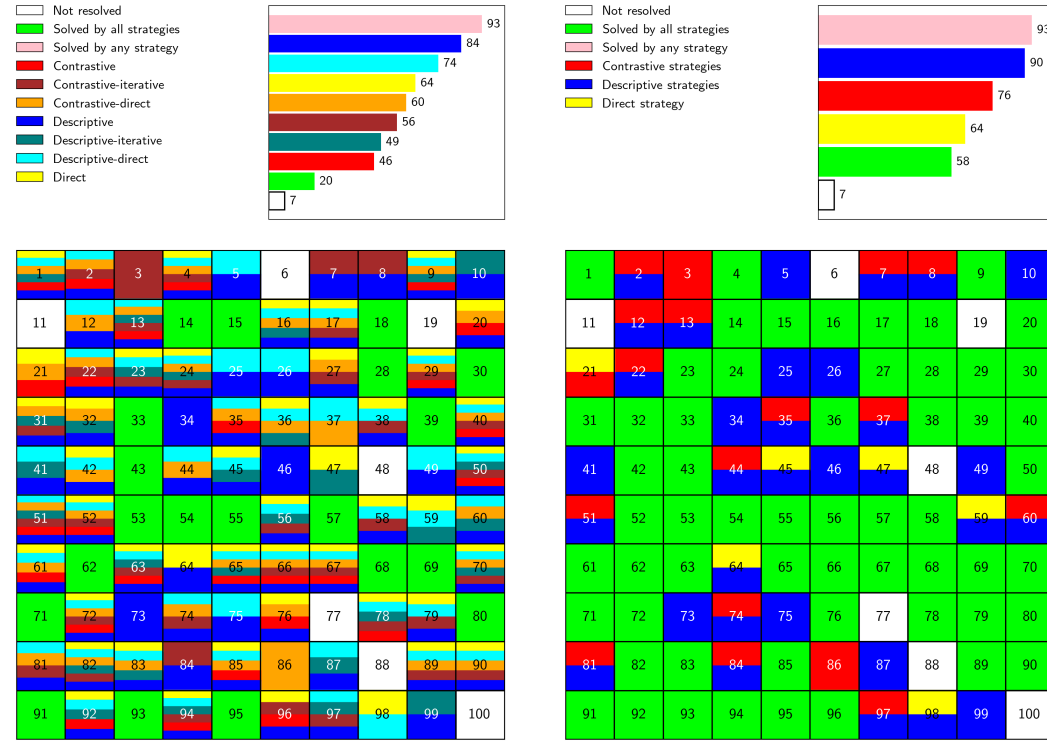 Not resolved
Solved by all strategies
Solved by any strategy
Contrastive
Contrastive-iterative
Contrastive-direct
Descriptive
Descriptive-iterative
Descriptive-direct
Direct
93
84
74
64
60
56
49
46
20
7
Not resolved
Solved by all strategies
Solved by any strategy
Contrastive strategies
Descriptive strategies
Direct strategy
93
90
76
64
58
7
1 2 3 4 5 6 7 8 9 10
11 12 13 14 15 16 17 18 19 20
21 22 23 24 25 26 27 28 29 30
31 32 33 34 35 36 37 38 39 40
41 42 43 44 45 46 47 48 49 50
51 52 53 54 55 56 57 58 59 60
61 62 63 64 65 66 67 68 69 70
71 72 73 74 75 76 77 78 79 80
81 82 83 84 85 86 87 88 89 90
91 92 93 94 95 96 97 98 99 100
1 2 3 4 5 6 7 8 9 10
11 12 13 14 15 16 17 18 19 20
21 22 23 24 25 26 27 28 29 30
31 32 33 34 35 36 37 38 39 40
41 42 43 44 45 46 47 48 49 50
51 52 53 54 55 56 57 58 59 60
61 62 63 64 65 66 67 68 69 70
71 72 73 74 75 76 77 78 79 80
81 82 83 84 85 86 87 88 89 90
91 92 93 94 95 96 97 98 99 100